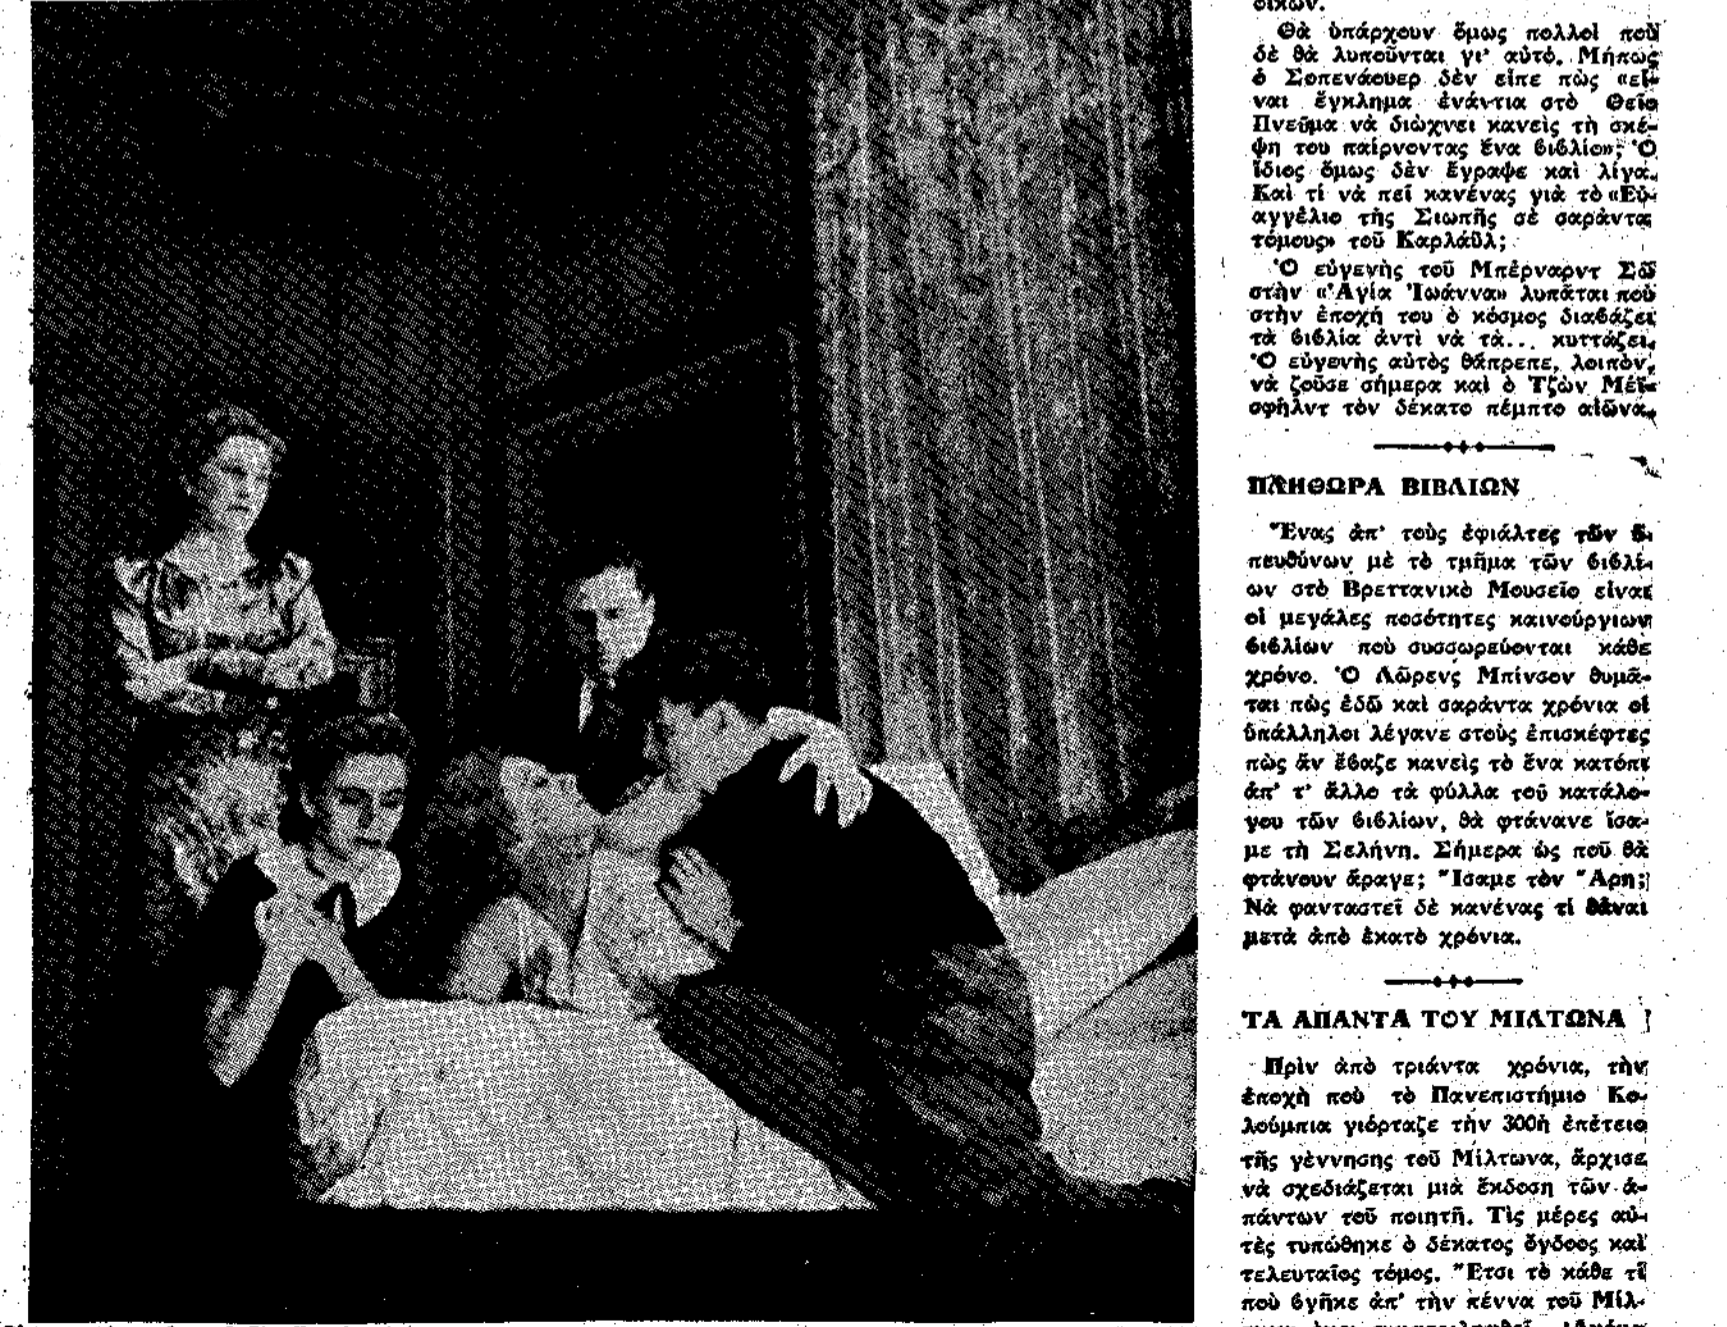 Θὰ ὑπάρχουν ὅμως πολλοὶ ποὺ
δὲ θὰ λυποῦνται γι' αὐτό. Μήπως
ὁ Σοπενάουερ δὲν εἶπε πὼς «εἶ-
ναι ἔγκλημα ἐνάντια στὸ Θεῖο
Πνεῦμα νὰ διώχνει κανεὶς τὴ σκέ-
ψη του παίρνοντας ἕνα βιβλίο»; Ὁ
ἴδιος ὅμως δὲν ἔγραψε καὶ λίγα.
Καὶ τί νὰ πεῖ κανένας γιὰ τὸ «Εὐ-
αγγέλιο τῆς Σιωπῆς σὲ σαράντα
τόμους» τοῦ Καρλάϋλ;
Ὁ εὐγενὴς τοῦ Μπέρναρντ Σῶ
στὴν «Ἁγία Ἰωάννα» λυπᾶται ποὺ
στὴν ἐποχή του ὁ κόσμος διαβάζει
τὰ βιβλία ἀντὶ νὰ τὰ... κυττάζει.
Ὁ εὐγενὴς αὐτὸς θἄπρεπε, λοιπὸν,
νὰ ζοῦσε σήμερα καὶ ὁ Τζὼν Μέϊ-
σφηλντ τὸν δέκατο πέμπτο αἰῶνα.
ΠΛΗΘΩΡΑ ΒΙΒΛΙΩΝ
Ἕνας ἀπ' τοὺς ἐφιάλτες τῶν ὑ-
πευθύνων μὲ τὸ τμῆμα τῶν βιβλί-
ων στὸ Βρεττανικὸ Μουσεῖο εἶναι
οἱ μεγάλες ποσότητες καινούργιων
βιβλίων ποὺ συσσωρεύονται κάθε
χρόνο. Ὁ Λῶρενς Μπίνσον θυμᾶ-
ται πὼς ἐδῶ καὶ σαράντα χρόνια οἱ
ὑπάλληλοι λέγανε στοὺς ἐπισκέφτες
πὼς ἂν ἔβαζε κανεὶς τὸ ἕνα κατόπι
ἀπ' τ' ἄλλο τὰ φύλλα τοῦ κατάλο-
γου τῶν βιβλίων, θὰ φτάνανε ἴσα-
με τὴ Σελήνη. Σήμερα ὡς ποῦ θὰ
φτάνουν ἄραγε; Ἴσαμε τὸν Ἄρη;
Νὰ φανταστεῖ δὲ κανένας τί θἆναι
μετὰ ἀπὸ ἑκατὸ χρόνια.
ΤΑ ΑΠΑΝΤΑ ΤΟΥ ΜΙΛΤΩΝΑ
Πρὶν ἀπὸ τριάντα χρόνια, τὴν
ἐποχὴ ποὺ τὸ Πανεπιστήμιο Κο-
λούμπια γιόρταζε τὴν 300ὴ ἐπέτειο
τῆς γέννησης τοῦ Μίλτωνα, ἄρχισε
νὰ σχεδιάζεται μιὰ ἔκδοση τῶν ἁ-
πάντων τοῦ ποιητῆ. Τὶς μέρες αὐ-
τὲς τυπώθηκε ὁ δέκατος ὄγδοος καὶ
τελευταῖος τόμος. Ἔτσι τὸ κάθε τὶ
ποὺ βγῆκε ἀπ' τὴν πέννα τοῦ Μίλ-